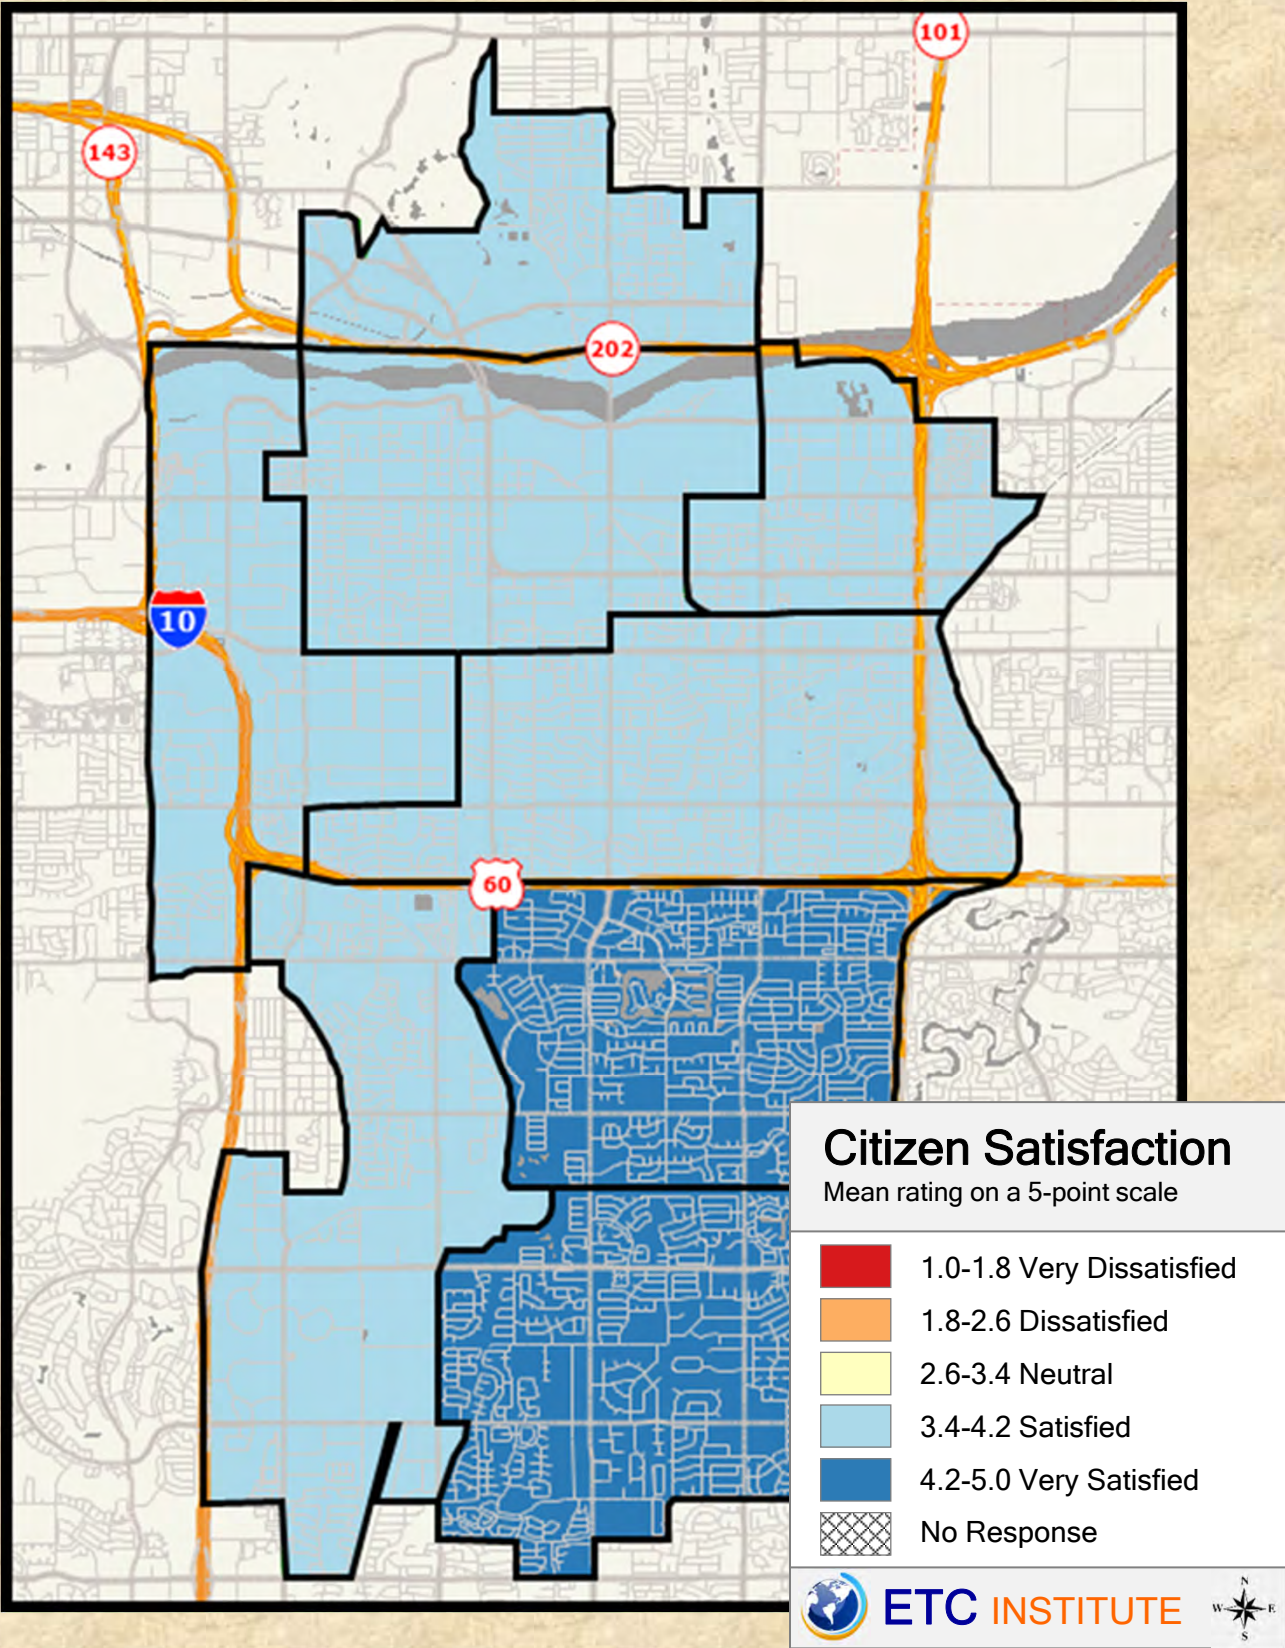 101
143
202
10
60
Citizen Satisfaction
Mean rating on a 5-point scale
1.0-1.8 Very Dissatisfied
1.8-2.6 Dissatisfied
2.6-3.4 Neutral
3.4-4.2 Satisfied
4.2-5.0 Very Satisfied
No Response
N
ETC INSTITUTE
W E
S